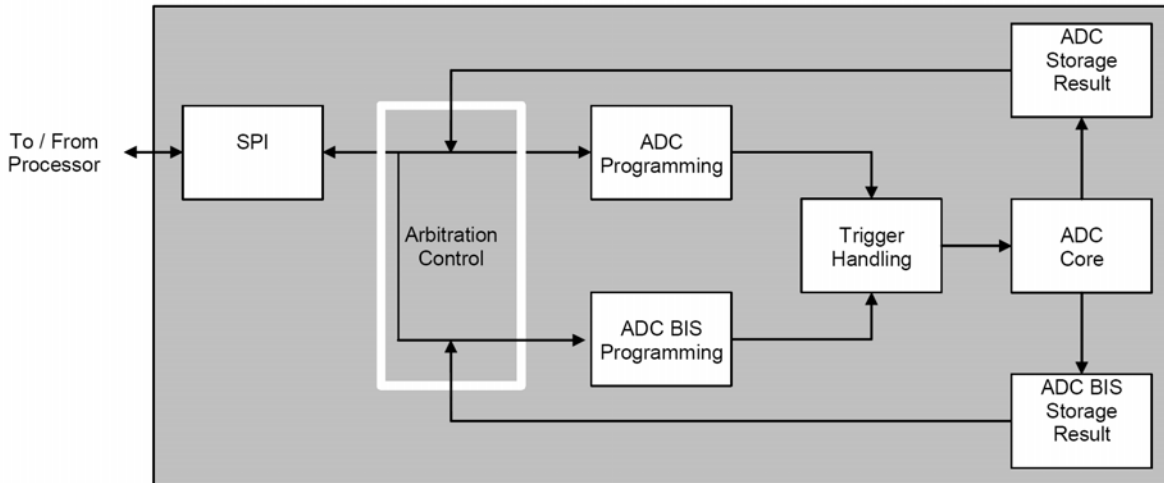 ADC
Storage
Result
To / From
Processor
SPI
ADC
Programming
Arbitration
Control
Trigger
Handling
ADC
Core
ADC BIS
Programming
ADC BIS
Storage
Result